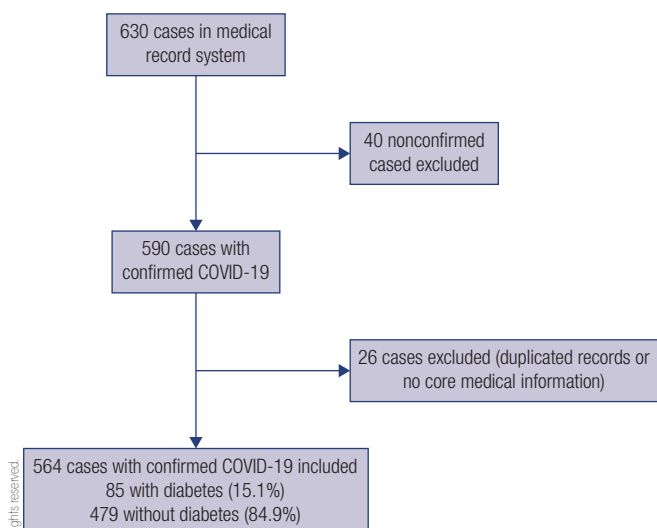 630 cases in medical
record system
40 nonconfirmed
cased excluded
590 cases with
confirmed COVID-19
26 cases excluded (duplicated records or
no core medical information)
564 cases with confirmed COVID-19 included
85 with diabetes (15.1%)
479 without diabetes (84.9%)
reserved.